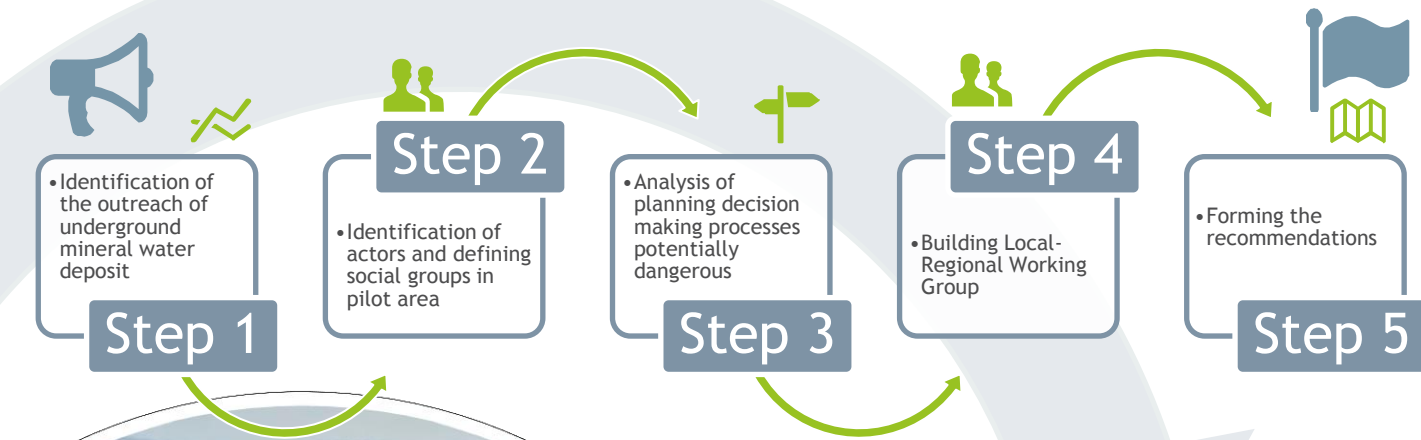 •Identification of
the outreach of
underground
mineral water
deposit
Step 1
Step 2
•Identification of
actors and defining
social groups in
pilot area
•Analysis of
planning decision
making processes
potentially
dangerous
Step 3
Step 4
•Building Local-
Regional Working
Group
•Forming the
recommendations
Step 5